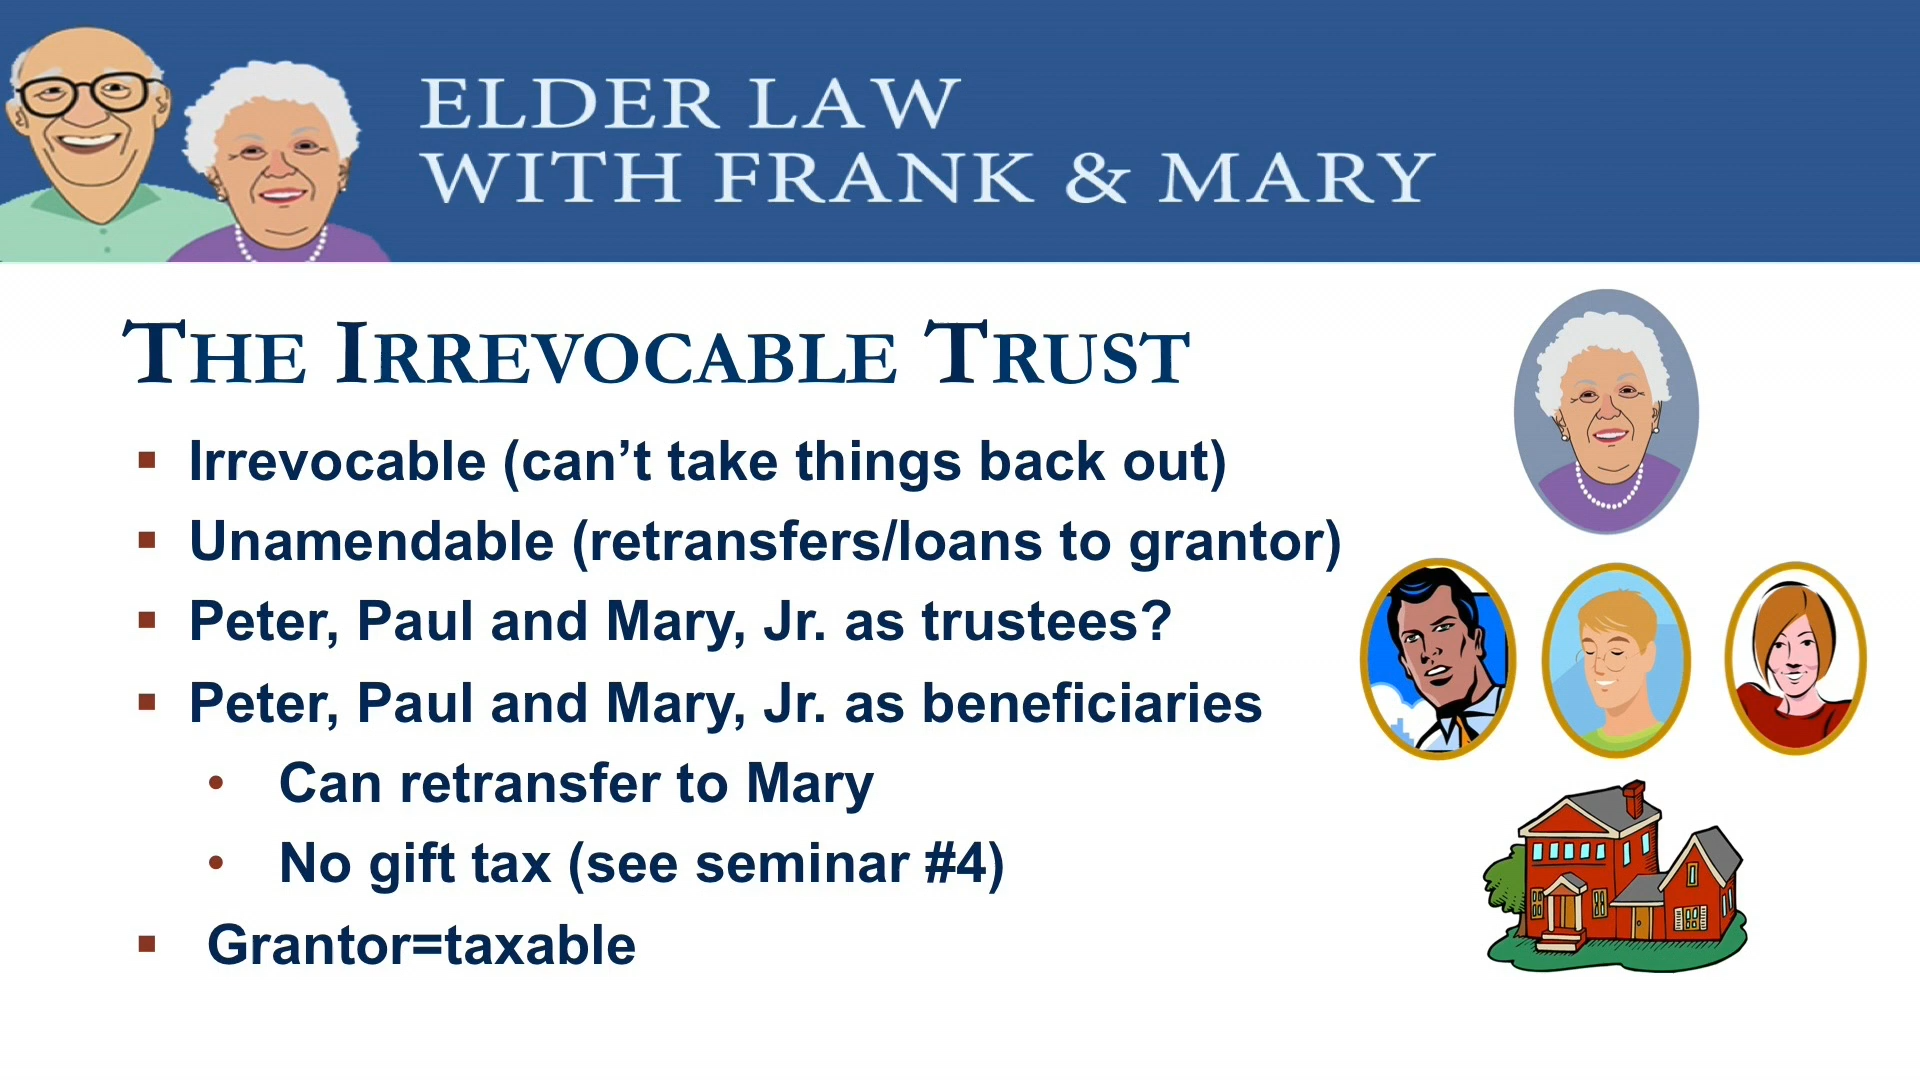 ELDER LAW
WITH FRANK & MARY
THE IRREVOCABLE TRUST
▪ Irrevocable (can’t take things back out)
▪ Unamendable (retransfers/loans to grantor)
▪ Peter, Paul and Mary, Jr. as trustees?
▪ Peter, Paul and Mary, Jr. as beneficiaries
• Can retransfer to Mary
• No gift tax (see seminar #4)
▪ Grantor=taxable